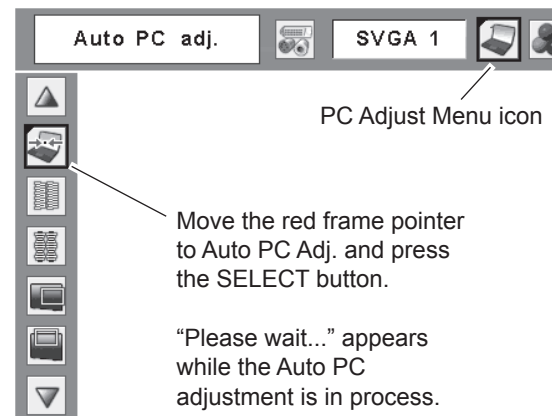 Auto PC adj.
SVGA 1
PC Adjust Menu icon
Move the red frame pointer
to Auto PC Adj. and press
the SELECT button.
“Please wait...” appears
while the Auto PC
adjustment is in process.